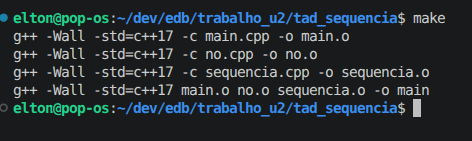 elton@pop-os:~/dev/edb/trabalho_u2/tad_sequencia$ make
g++ -Wall -std=c++17 -c main.cpp -o main.o
g++ -Wall -std=c++17 -c no.cpp -o no.o
g++ -Wall -std=c++17 -c sequencia.cpp -o sequencia.o
g++ -Wall -std=c++17 main.o no.o sequencia.o -o main
elton@pop-os:~/dev/edb/trabalho_u2/tad_sequencia$